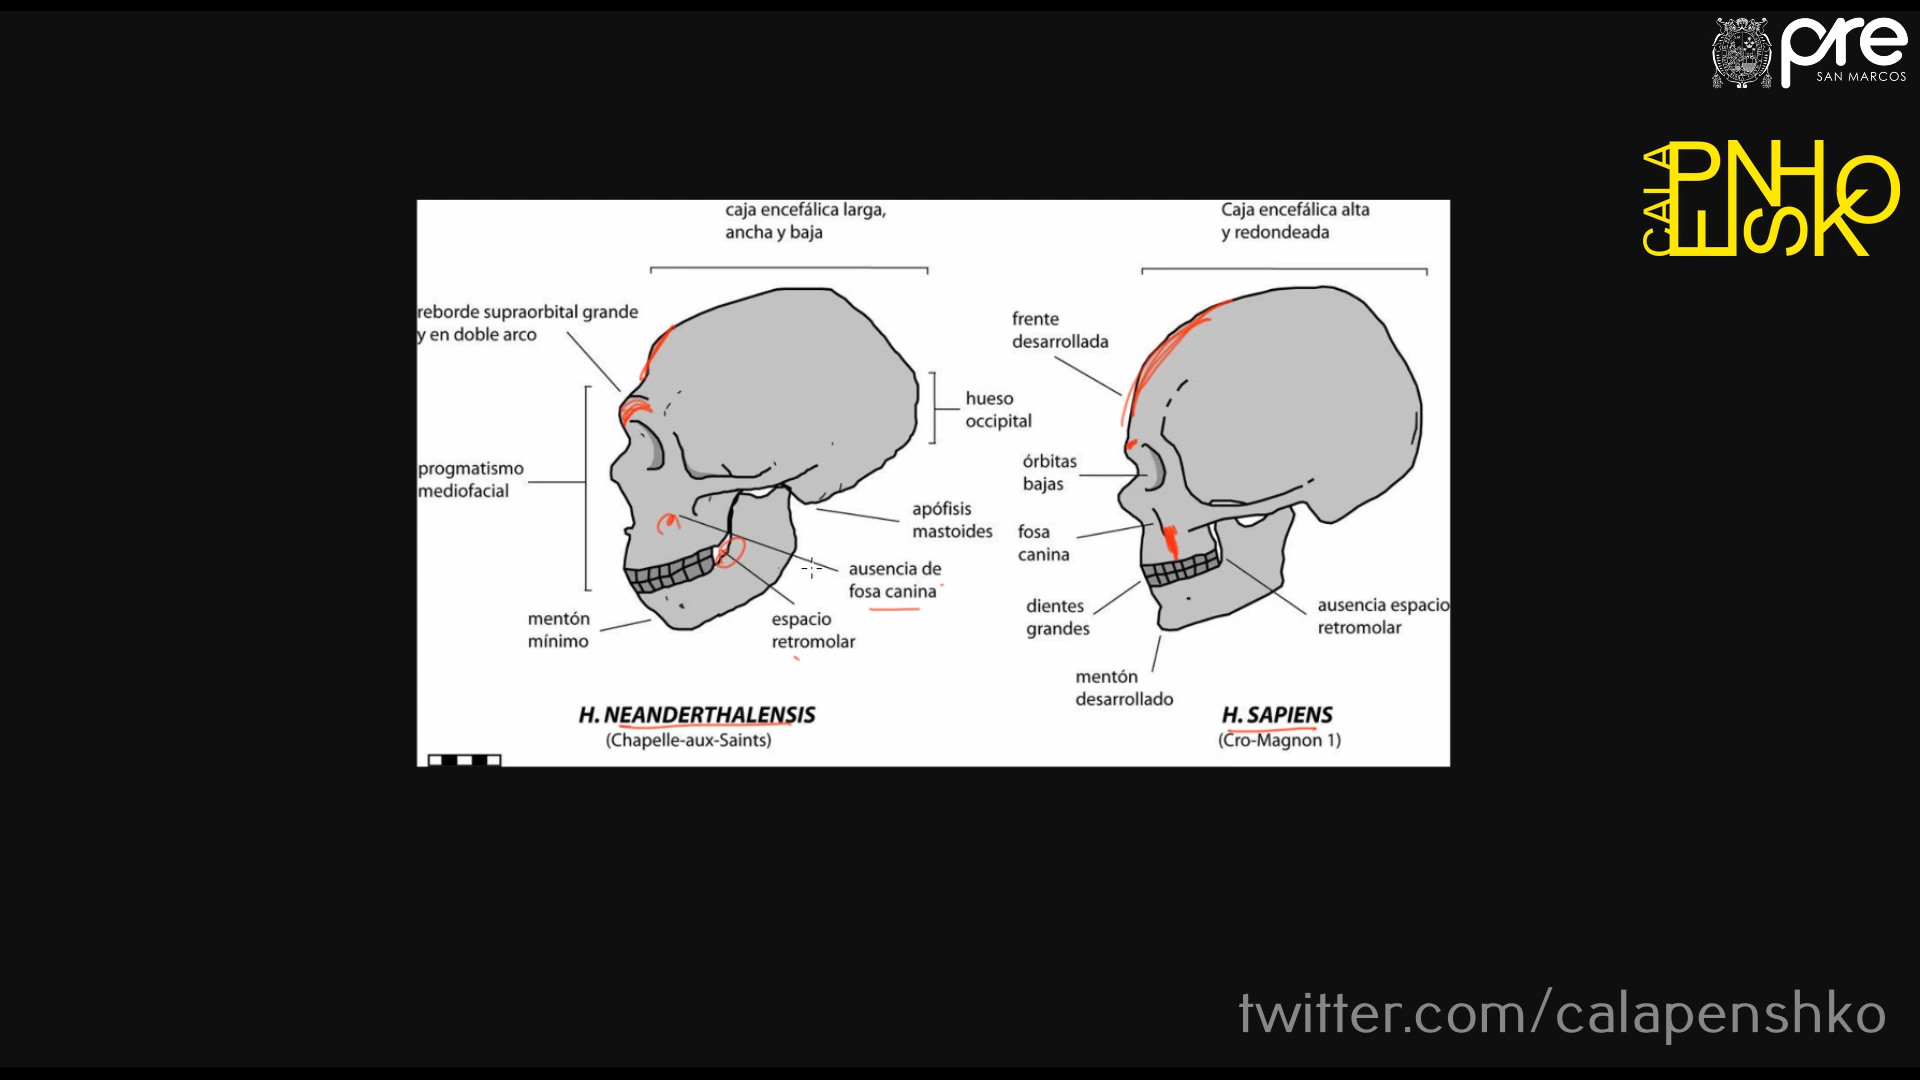 pre
SAN MARCOS
CALA
PENSHKO
caja encefálica larga,
ancha y baja
Caja encefálica alta
y redondeada
reborde supraorbital grande
y en doble arco
frente
desarrollada
hueso
occipital
progmatismo
mediofacial
órbitas
bajas
apófisis
mastoides
fosa
canina
ausencia de
fosa canina
mentón
mínimo
espacio
retromolar
dientes
grandes
ausencia espacio
retromolar
mentón
desarrollado
H. NEANDERTHALENSIS
(Chapelle-aux-Saints)
H. SAPIENS
(Cro-Magnon 1)
twitter.com/calapenshko